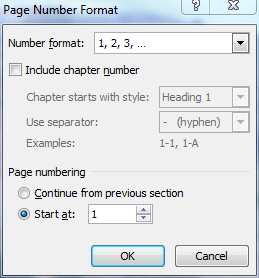 Page Number Format
Number format: 1, 2, 3, ...
Include chapter number
Chapter starts with style: Heading 1
Use separator: - (hyphen)
Examples: 1-1, 1-A
Page numbering
Continue from previous section
Start at: 1
OK Cancel